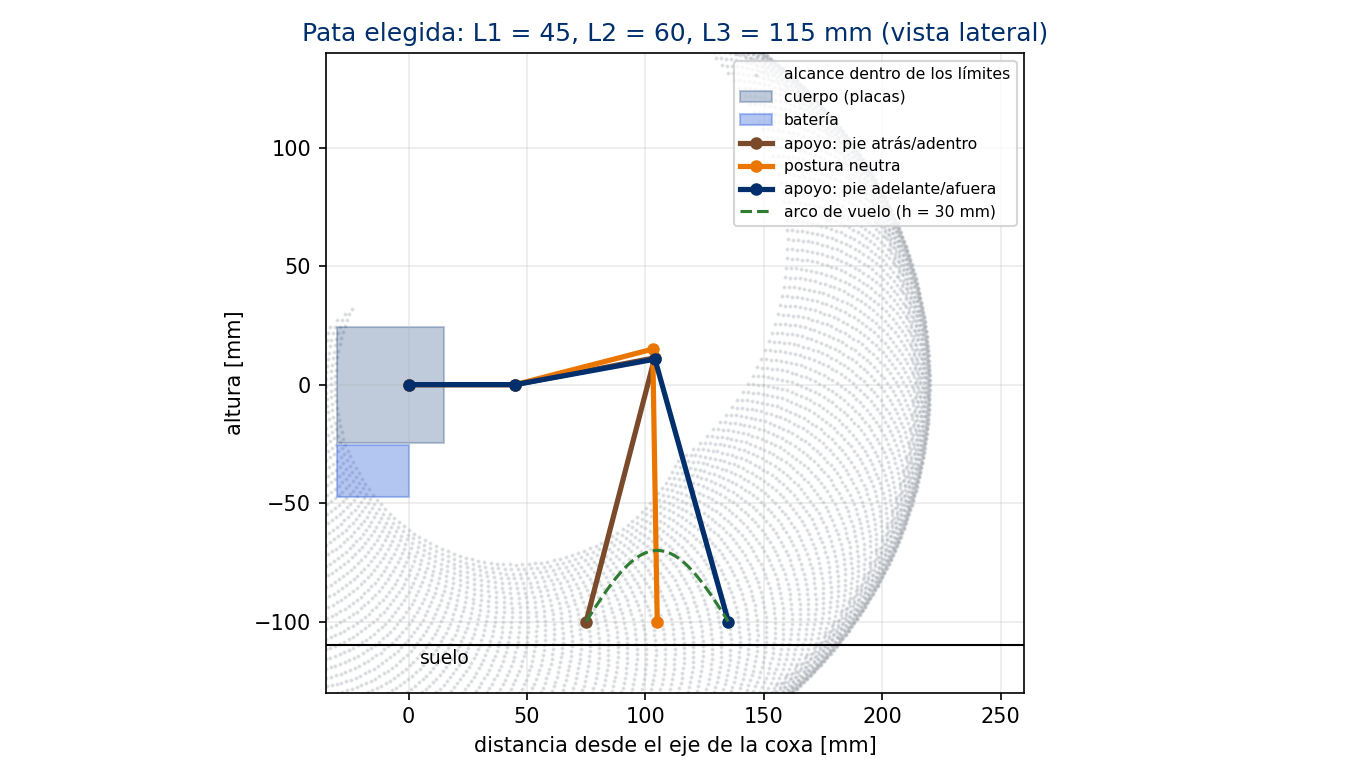 Pata elegida: L1 = 45, L2 = 60, L3 = 115 mm (vista lateral)
alcance dentro de los límites
cuerpo (placas)
batería
apoyo: pie atrás/adentro
postura neutra
apoyo: pie adelante/afuera
arco de vuelo (h = 30 mm)
altura [mm]
100
50
0
−50
−100
suelo
0 50 100 150 200 250
distancia desde el eje de la coxa [mm]